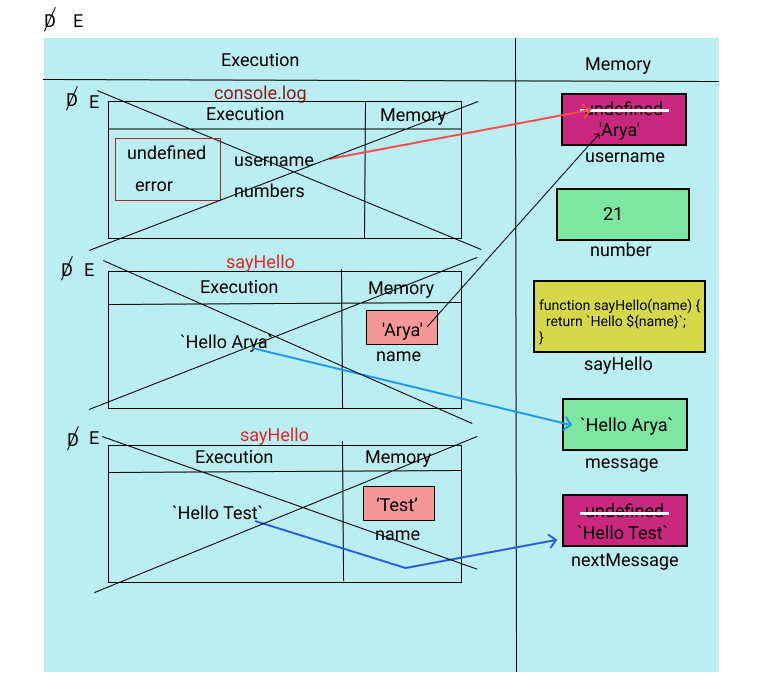 D E
Execution
Memory
D E
console.log
Execution
Memory
undefined
error
username
numbers
undefined
'Arya'
username
21
number
D E
sayHello
Execution
Memory
`Hello Arya`
'Arya'
name
function sayHello(name) {
return `Hello ${name}`;
}
sayHello
`Hello Arya`
message
D E
sayHello
Execution
Memory
`Hello Test`
‘Test’
name
undefined
`Hello Test`
nextMessage